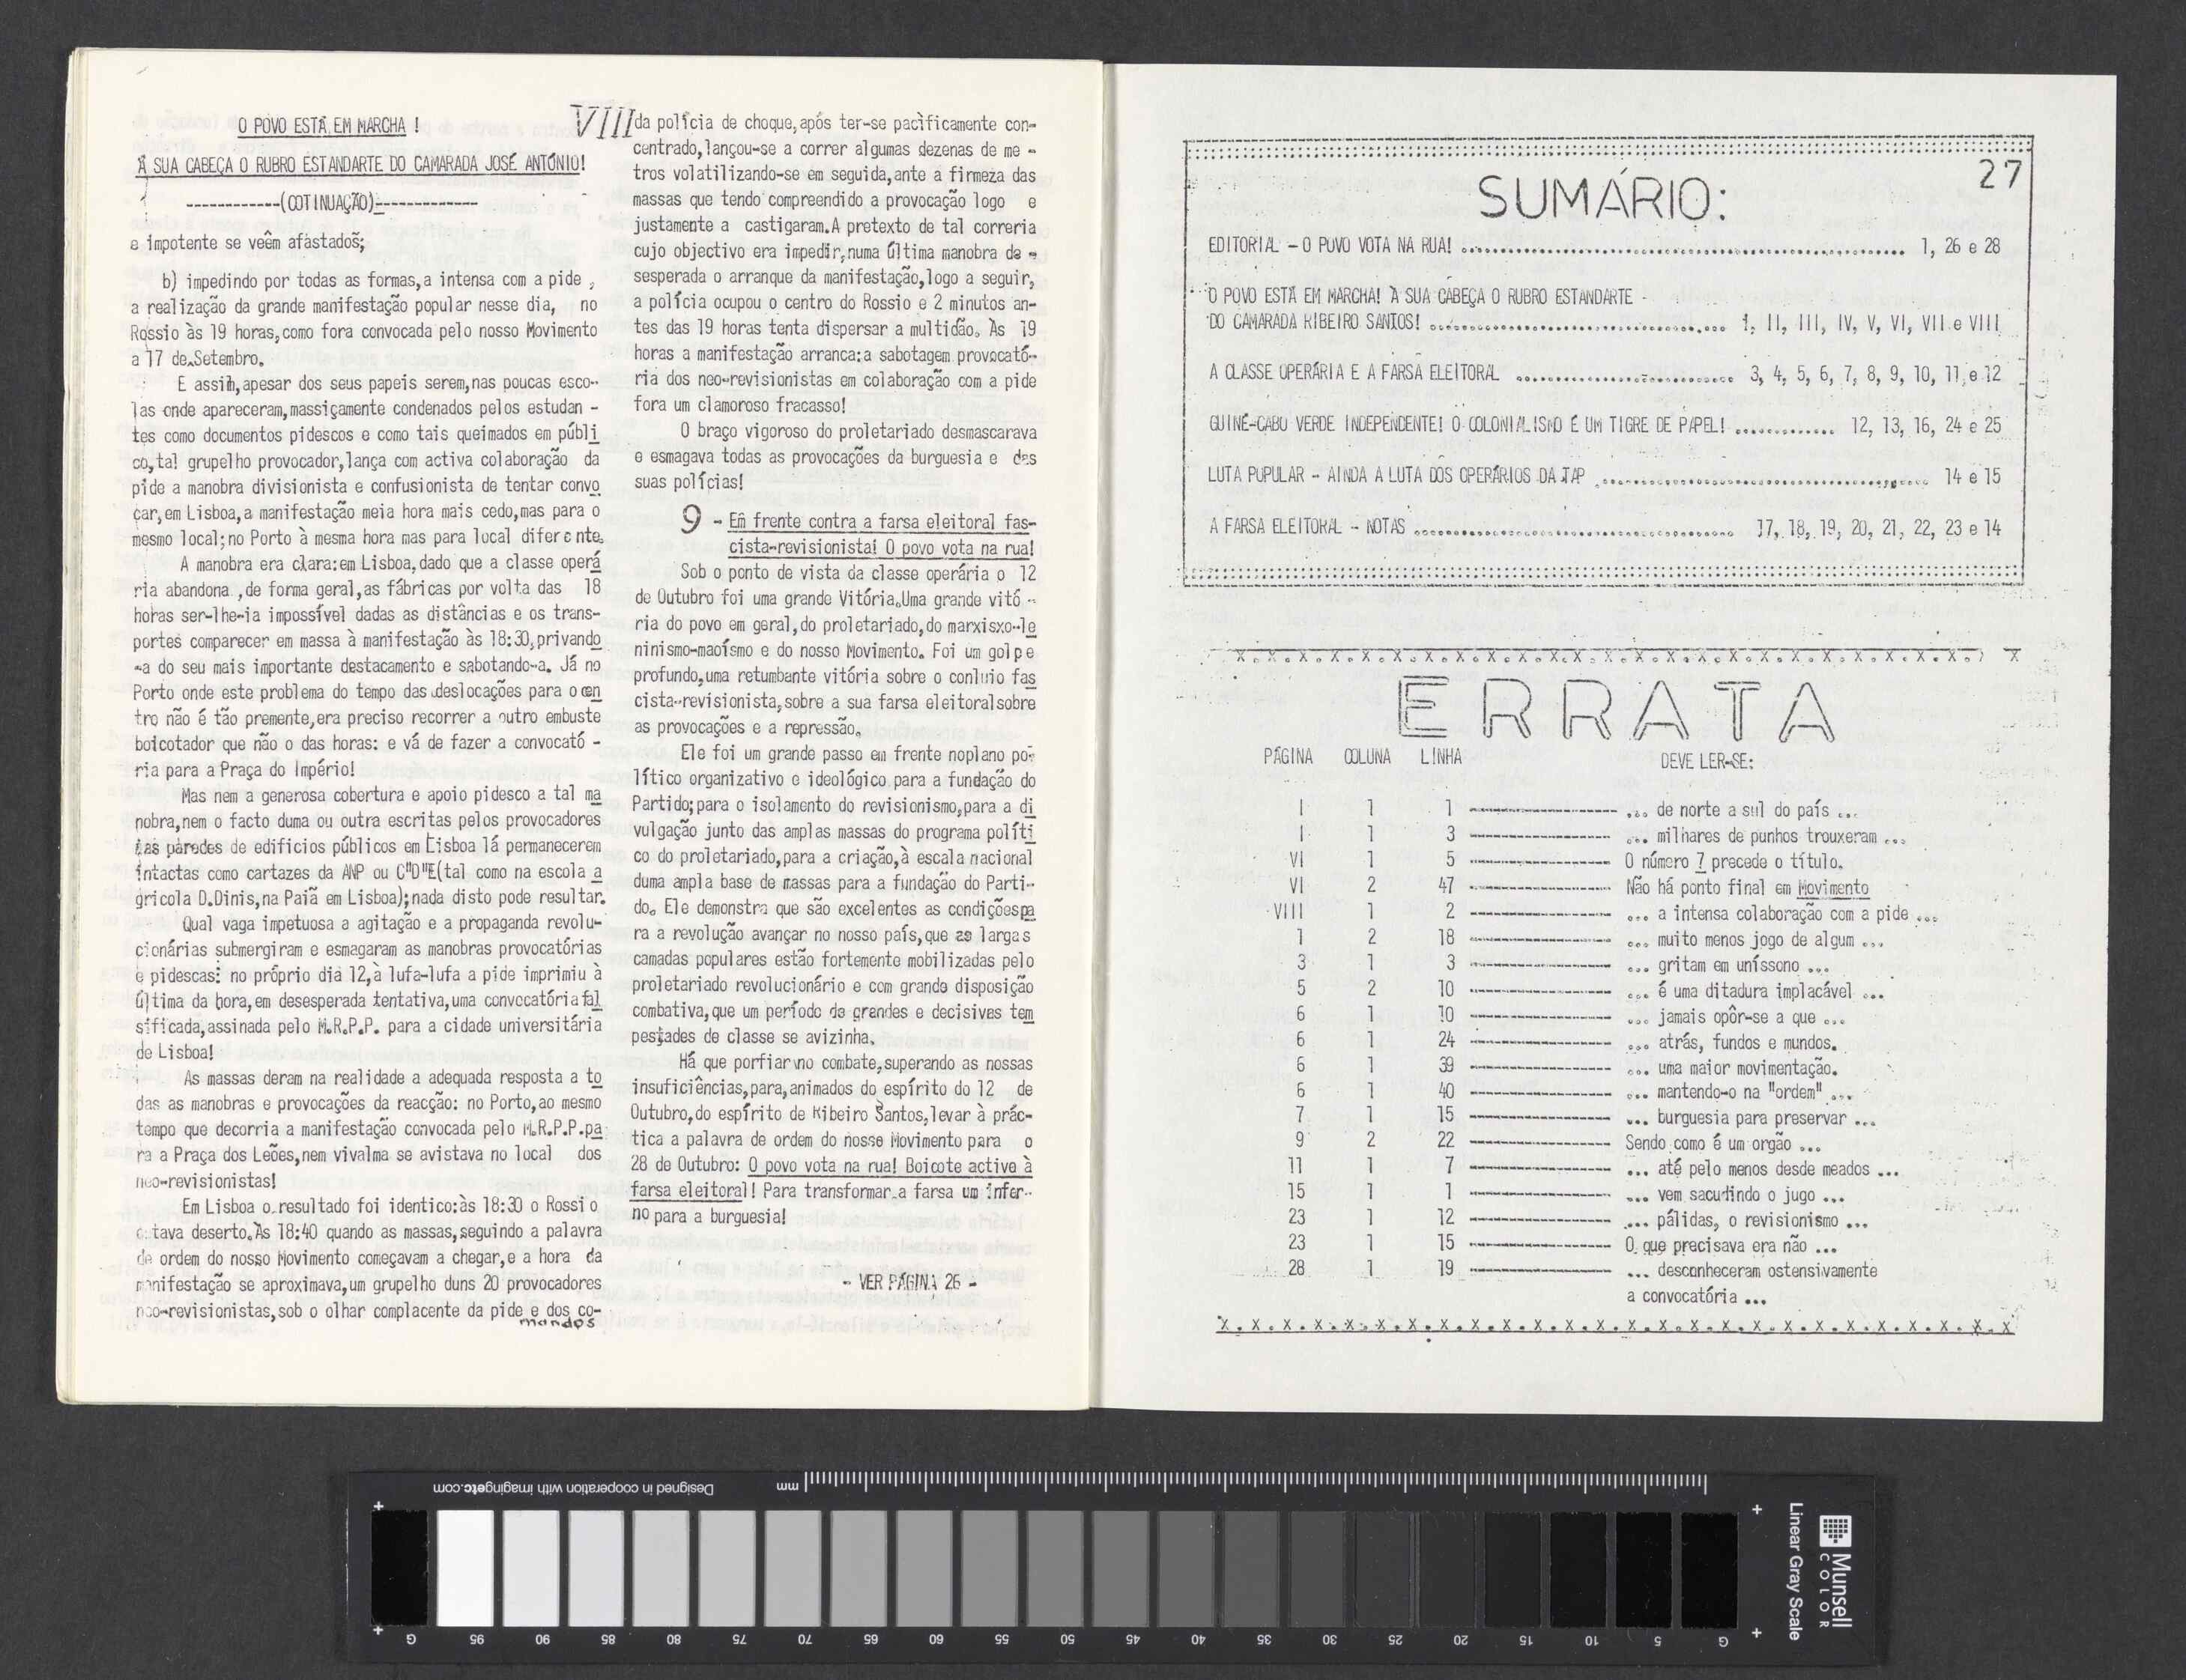 O POVO ESTÁ EM MARCHA !
À SUA CABEÇA O RUBRO ESTANDARTE DO CAMARADA JOSÉ ANTÓNIO!
------------(COTINUAÇÃO)-------------
e impotente se veêm afastados;
b) impedindo por todas as formas,a intensa com a pide ,
a realização da grande manifestação popular nesse dia, no
Rossio às 19 horas,como fora convocada pelo nosso Movimento
a 17 de Setembro.
E assim,apesar dos seus papeis serem,nas poucas esco-
las onde apareceram,massiçamente condenados pelos estudan -
tes como documentos pidescos e como tais queimados em públi
co,tal grupelho provocador,lança com activa colaboração da
pide a manobra divisionista e confusionista de tentar convo
car,em Lisboa,a manifestação meia hora mais cedo,mas para o
mesmo local;no Porto à mesma hora mas para local diferente.
A manobra era clara:em Lisboa,dado que a classe operá
ria abandona ,de forma geral,as fábricas por volta das 18
horas ser-lhe-ia impossível dadas as distâncias e os trans-
portes comparecer em massa à manifestação às 18:30,privando
-a do seu mais importante destacamento e sabotando-a. Já no
Porto onde este problema do tempo das deslocações para o cen
tro não é tão premente,era preciso recorrer a outro embuste
boicotador que não o das horas: e vá de fazer a convocató -
ria para a Praça do Império!
Mas nem a generosa cobertura e apoio pidesco a tal ma
nobra,nem o facto duma ou outra escritas pelos provocadores
nas paredes de edificios públicos em Lisboa lá permanecerem
intactas como cartazes da ANP ou C"D"E(tal como na escola a
gricola D.Dinis,na Paiã em Lisboa);nada disto pode resultar.
Qual vaga impetuosa a agitação e a propaganda revolu-
cionárias submergiram e esmagaram as manobras provocatórias
e pidescas: no próprio dia 12,à lufa-lufa a pide imprimiu à
última da hora,em desesperada tentativa,uma convocatória fal
sificada,assinada pelo M.R.P.P. para a cidade universitária
de Lisboa!
As massas deram na realidade a adequada resposta a to
das as manobras e provocações da reacção: no Porto,ao mesmo
tempo que decorria a manifestação convocada pelo M.R.P.P.pa
ra a Praça dos Leões,nem vivalma se avistava no local dos
neo-revisionistas!
Em Lisboa o resultado foi identico:às 18:30 o Rossio
estava deserto.Às 18:40 quando as massas,seguindo a palavra
de ordem do nosso Movimento começavam a chegar,e a hora da
manifestação se aproximava,um grupelho duns 20 provocadores
neo-revisionistas,sob o olhar complacente da pide e dos co-
mandos
VIII
da polícia de choque,após ter-se pacìficamente con-
centrado,lançou-se a correr algumas dezenas de me -
tros volatilizando-se em seguida,ante a firmeza das
massas que tendo compreendido a provocação logo e
justamente a castigaram.A pretexto de tal correria
cujo objectivo era impedir,numa última manobra de -
sesperada o arranque da manifestação,logo a seguir,
a polícia ocupou o centro do Rossio e 2 minutos an-
tes das 19 horas tenta dispersar a multidão. Às 19
horas a manifestação arranca:a sabotagem provocató-
ria dos neo-revisionistas em colaboração com a pide
fora um clamoroso fracasso!
O braço vigoroso do proletariado desmascarava
e esmagava todas as provocações da burguesia e das
suas polícias!
9 - Em frente contra a farsa eleitoral fas-
cista-revisionista! O povo vota na rua!
Sob o ponto de vista da classe operária o 12
de Outubro foi uma grande Vitória.Uma grande vitó -
ria do povo em geral,do proletariado,do marxisxo-le
ninismo-maoísmo e do nosso Movimento. Foi um golpe
profundo,uma retumbante vitória sobre o conluio fas
cista-revisionista,sobre a sua farsa eleitoral sobre
as provocações e a repressão.
Ele foi um grande passo em frente noplano po-
lítico organizativo e ideológico para a fundação do
Partido;para o isolamento do revisionismo,para a di
vulgação junto das amplas massas do programa políti
co do proletariado,para a criação,à escala nacional
duma ampla base de massas para a fundação do Parti-
do. Ele demonstra que são excelentes as condiçõespa
ra a revolução avançar no nosso país,que as largas
camadas populares estão fortemente mobilizadas pelo
proletariado revolucionário e com grande disposição
combativa,que um período de grandes e decisivas tem
pestades de classe se avizinha.
Há que porfiar no combate,superando as nossas
insuficiências,para,animados do espírito do 12 de
Outubro,do espírito de Ribeiro Santos,levar à prác-
tica a palavra de ordem do nosso Movimento para o
28 de Outubro: O povo vota na rua! Boicote activo à
farsa eleitoral! Para transformar a farsa um infer-
no para a burguesia!
- VER PÁGINA 26 -
27
SUMÁRIO:
EDITORIAL - O POVO VOTA NA RUA! ........ 1, 26 e 28
O POVO ESTÁ EM MARCHA! À SUA CABEÇA O RUBRO ESTANDARTE -
DO CAMARADA RIBEIRO SANTOS! ........ I, II, III, IV, V, VI, VII e VIII
A CLASSE OPERÁRIA E A FARSA ELEITORAL ........ 3, 4, 5, 6, 7, 8, 9, 10, 11 e 12
GUINÉ-CABO VERDE INDEPENDENTE! O COLONIALISMO É UM TIGRE DE PAPEL! ........ 12, 13, 16, 24 e 25
LUTA POPULAR - AINDA A LUTA DOS OPERÁRIOS DA TAP ........ 14 e 15
A FARSA ELEITORAL - NOTAS ........ 17, 18, 19, 20, 21, 22, 23 e 14
ERRATA
PÁGINA COLUNA LINHA DEVE LER-SE:
I 1 1 -------- ... de norte a sul do país ...
I 1 3 -------- ... milhares de punhos trouxeram ...
VI 1 5 -------- O número 7 precede o título.
VI 2 47 -------- Não há ponto final em Movimento
VIII 1 2 -------- ... a intensa colaboração com a pide ...
1 2 18 -------- ... muito menos jogo de algum ...
3 1 3 -------- ... gritam em uníssono ...
5 2 10 -------- ... é uma ditadura implacável ...
6 1 10 -------- ... jamais opôr-se a que ...
6 1 24 -------- ... atrás, fundos e mundos.
6 1 39 -------- ... uma maior movimentação.
6 1 40 -------- ... mantendo-o na "ordem" ...
7 1 15 -------- ... burguesia para preservar ...
9 2 22 -------- Sendo como é um orgão ...
11 1 7 -------- ... até pelo menos desde meados ...
15 1 1 -------- ... vem sacudindo o jugo ...
23 1 12 -------- ... pálidas, o revisionismo ...
23 1 15 -------- O que precisava era não ...
28 1 19 -------- ... desconheceram ostensivamente
a convocatória ...
Designed in cooperation with imagingetc.com
mm
Munsell
COLOR
Linear Gray Scale
G 95 90 85 80 75 70 65 60 55 50 45 40 35 30 25 20 15 10 5 G